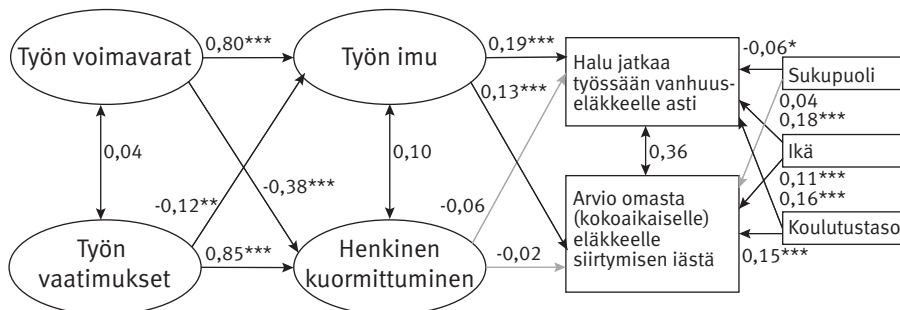 Työn voimavarat
0,80***
Työn imu
0,19***
Halu jatkaa
työssään vanhuus-
eläkkeelle asti
-0,06*
Sukupuoli
0,13***
0,04
0,18***
0,04
-0,12**
-0,38***
0,10
-0,06
0,36
Ikä
0,11***
0,16***
Työn
vaatimukset
0,85***
Henkinen
kuormittuminen
-0,02
Arvio omasta
(kokoaikaiselle)
eläkkeelle
siirtymisen iästä
Koulutustaso
0,15***